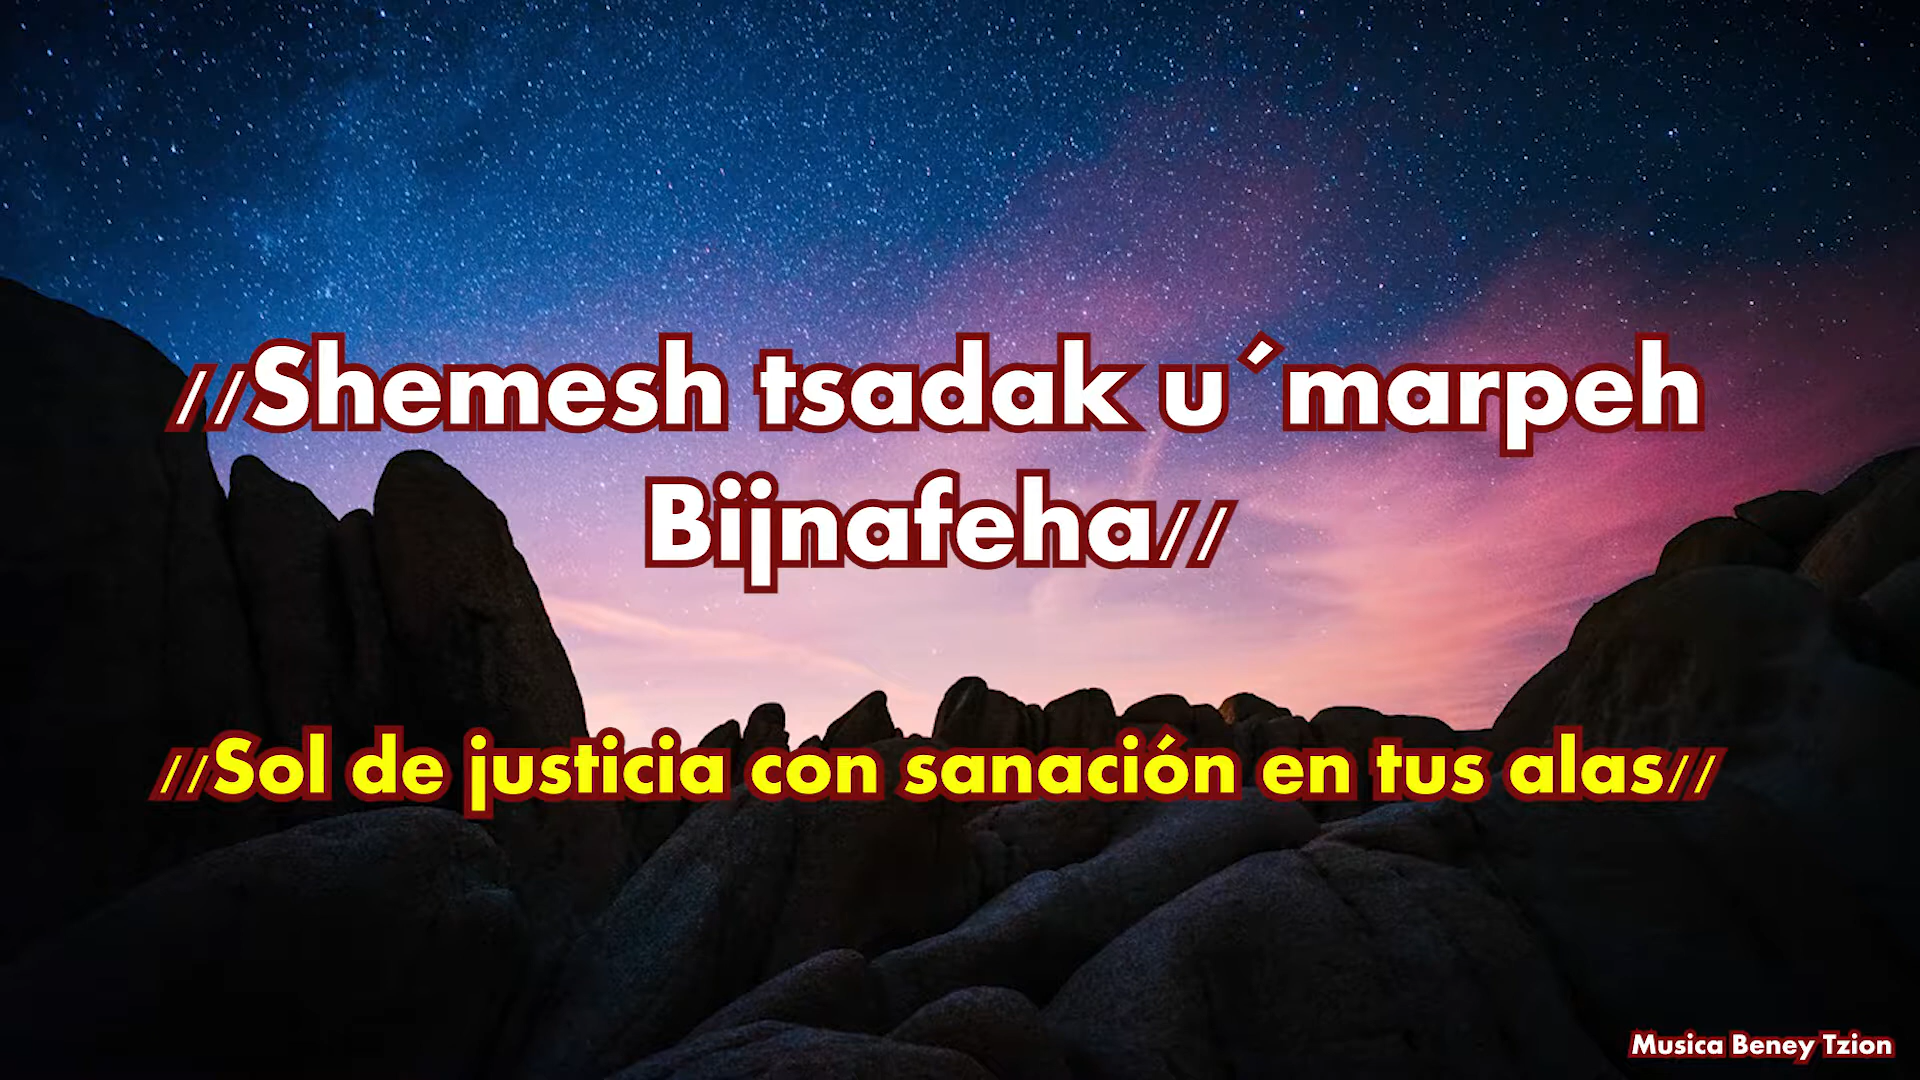 //Shemesh tsadak u´marpeh
Bijnafeha//
//Sol de justicia con sanación en tus alas//
Musica Beney Tzion